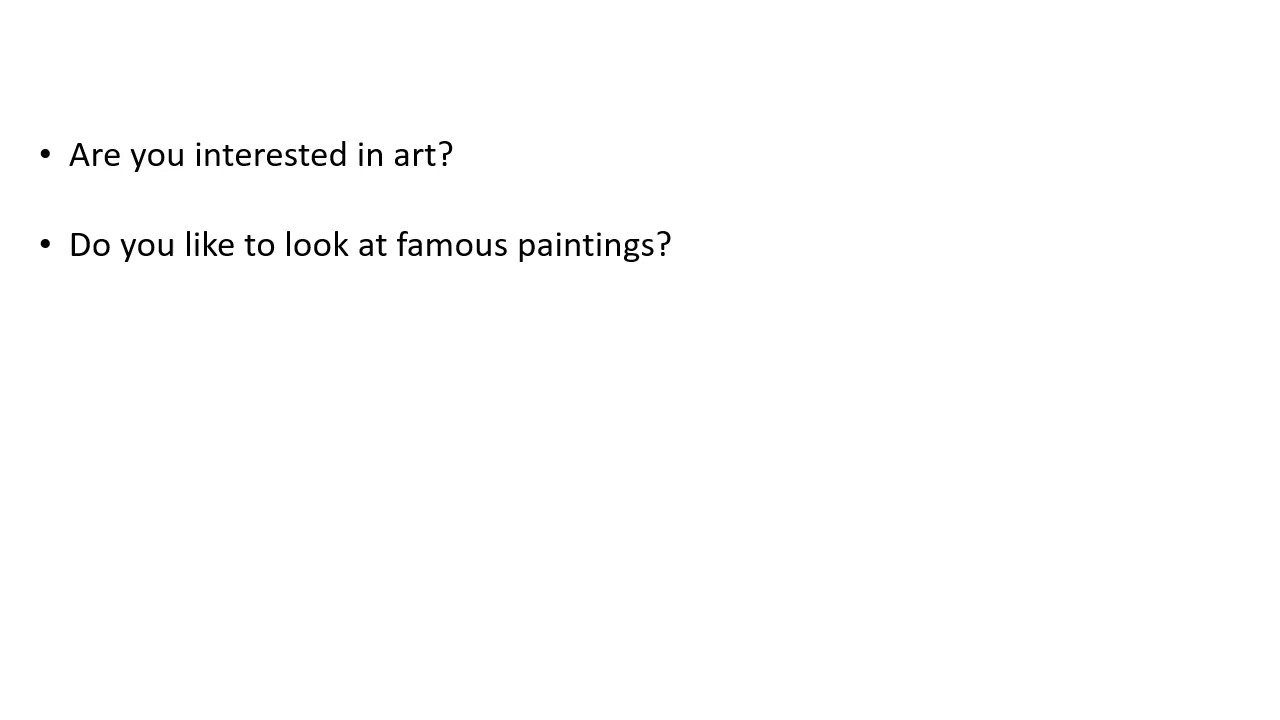 • Are you interested in art?
• Do you like to look at famous paintings?